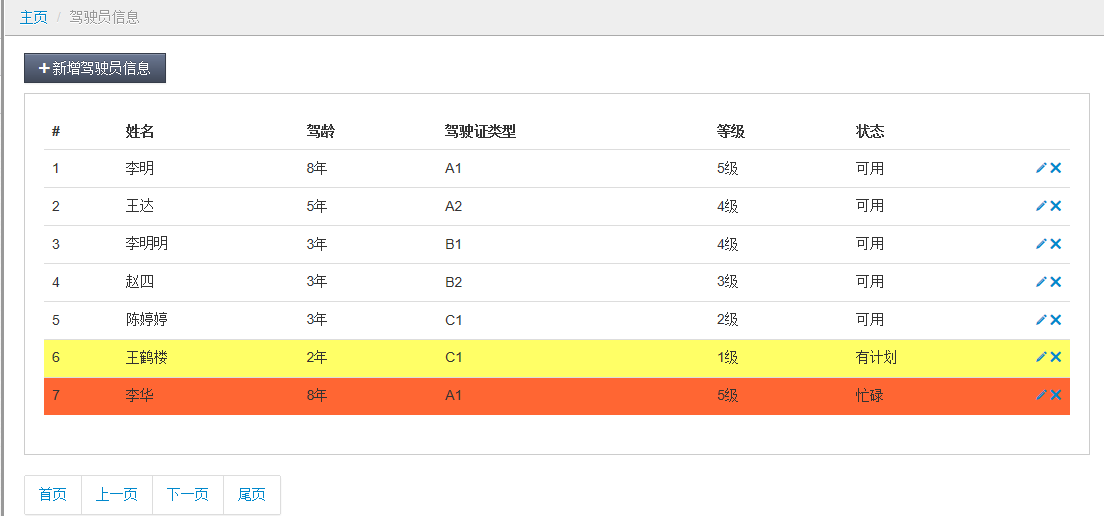 主页 / 驾驶员信息
新增驾驶员信息
# 姓名 驾龄 驾驶证类型 等级 状态
1 李明 8年 A1 5级 可用
2 王达 5年 A2 4级 可用
3 李明明 3年 B1 4级 可用
4 赵四 3年 B2 3级 可用
5 陈婷婷 3年 C1 2级 可用
6 王鹤楼 2年 C1 1级 有计划
7 李华 8年 A1 5级 忙碌
首页 上一页 下一页 尾页